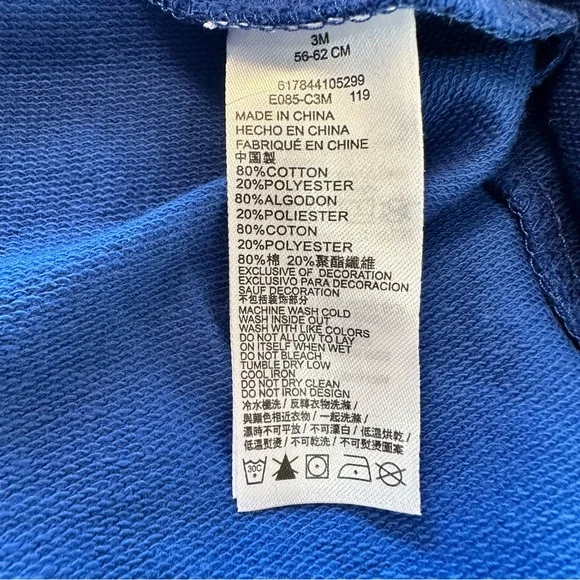 3M
56-62 CM
617844105299
E085-C3M 119
MADE IN CHINA
HECHO EN CHINA
FABRIQUÉ EN CHINE
中国製
80%COTTON
20%POLYESTER
80%ALGODON
20%POLIESTER
80%COTON
20%POLYESTER
80%棉 20%聚酯纖維
EXCLUSIVE OF DECORATION
EXCLUSIVO PARA DECORACION
SAUF DECORATION
不包括裝飾部分
MACHINE WASH COLD
WASH INSIDE OUT
WASH WITH LIKE COLORS
DO NOT ALLOW TO LAY
ON ITSELF WHEN WET
DO NOT BLEACH
TUMBLE DRY LOW
COOL IRON
DO NOT DRY CLEAN
DO NOT IRON DESIGN
冷水機洗 / 反轉衣物洗滌 /
與顏色相近衣物 / 一起洗滌 /
濕時不可平放 / 不可漂白 / 低溫烘乾 /
低溫熨燙 / 不可乾洗 / 不可熨燙圖案
30C